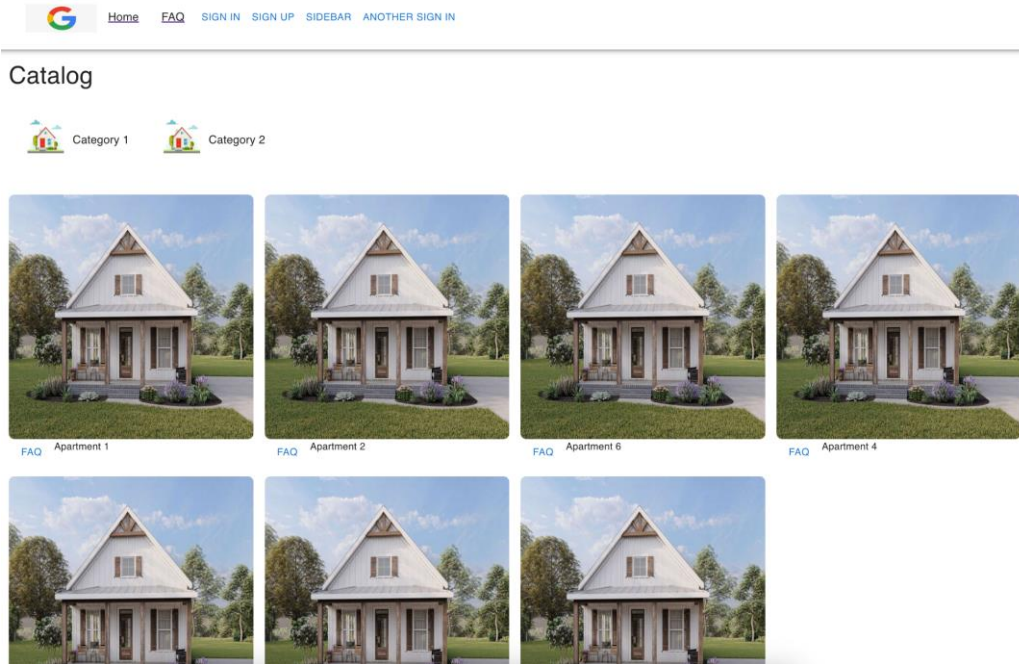 Home FAQ SIGN IN SIGN UP SIDEBAR ANOTHER SIGN IN
Catalog
Category 1 Category 2
FAQ Apartment 1 FAQ Apartment 2 FAQ Apartment 6 FAQ Apartment 4